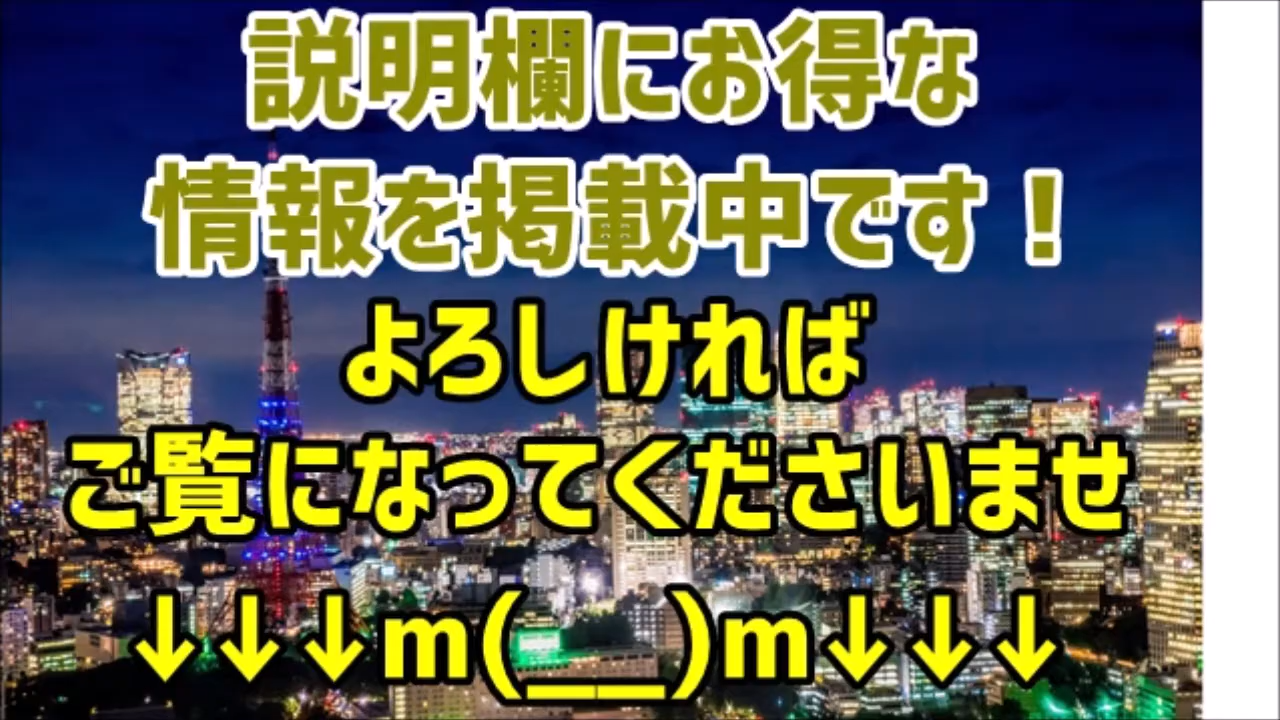 説明欄にお得な
情報を掲載中です！
よろしければ
ご覧になってくださいませ
↓↓↓m(__)m↓↓↓